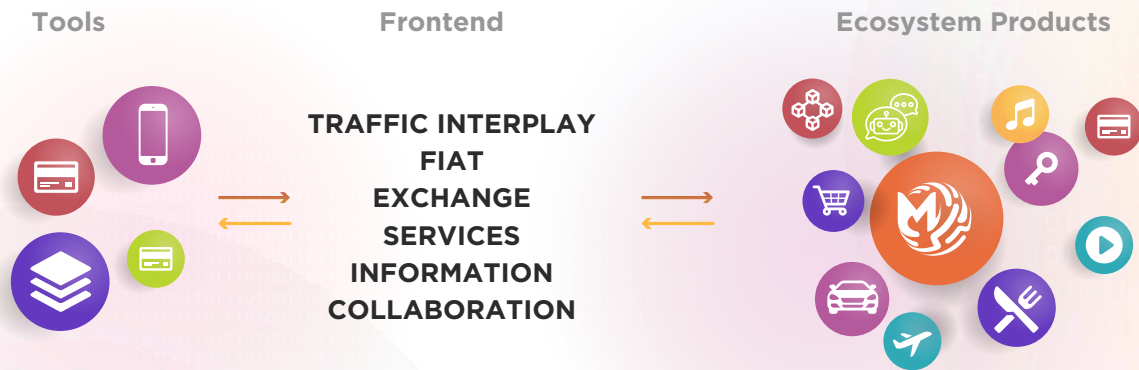 Tools
Frontend
Ecosystem Products
TRAFFIC INTERPLAY
FIAT
EXCHANGE
SERVICES
INFORMATION
COLLABORATION